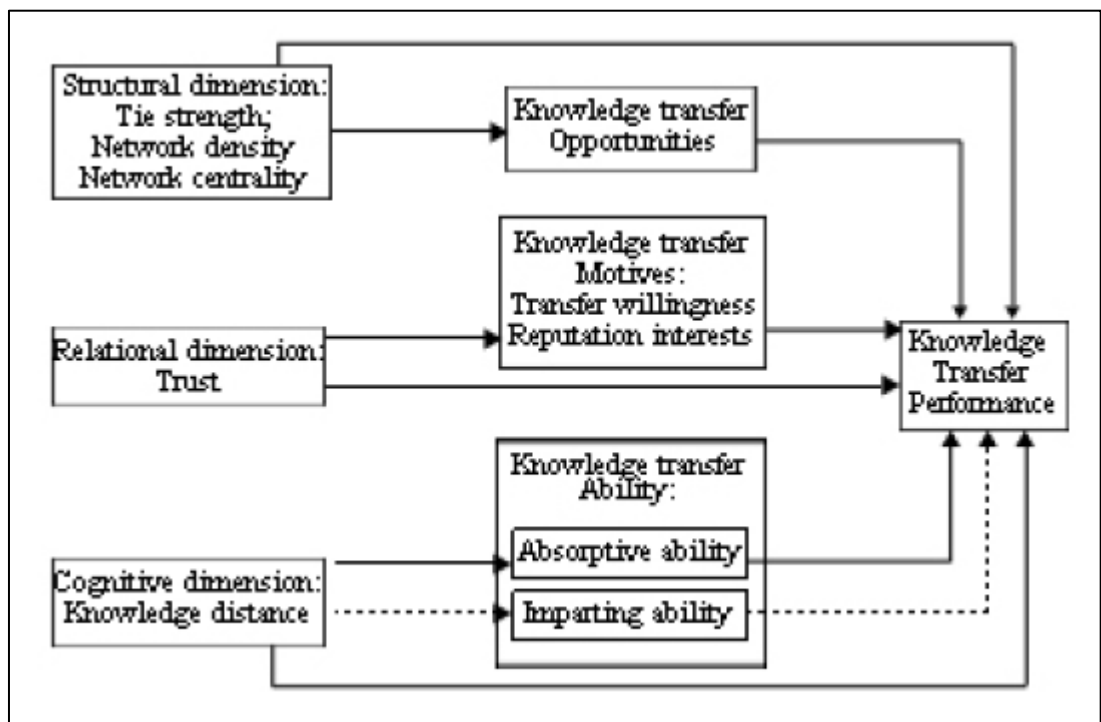 Structural dimension:
Tie strength;
Network density
Network centrality
Knowledge transfer
Opportunities
Knowledge transfer
Motives:
Transfer willingness
Reputation interests
Relational dimension:
Trust
Knowledge
Transfer
Performance
Knowledge transfer
Ability:
Absorptive ability
Imparting ability
Cognitive dimension:
Knowledge distance